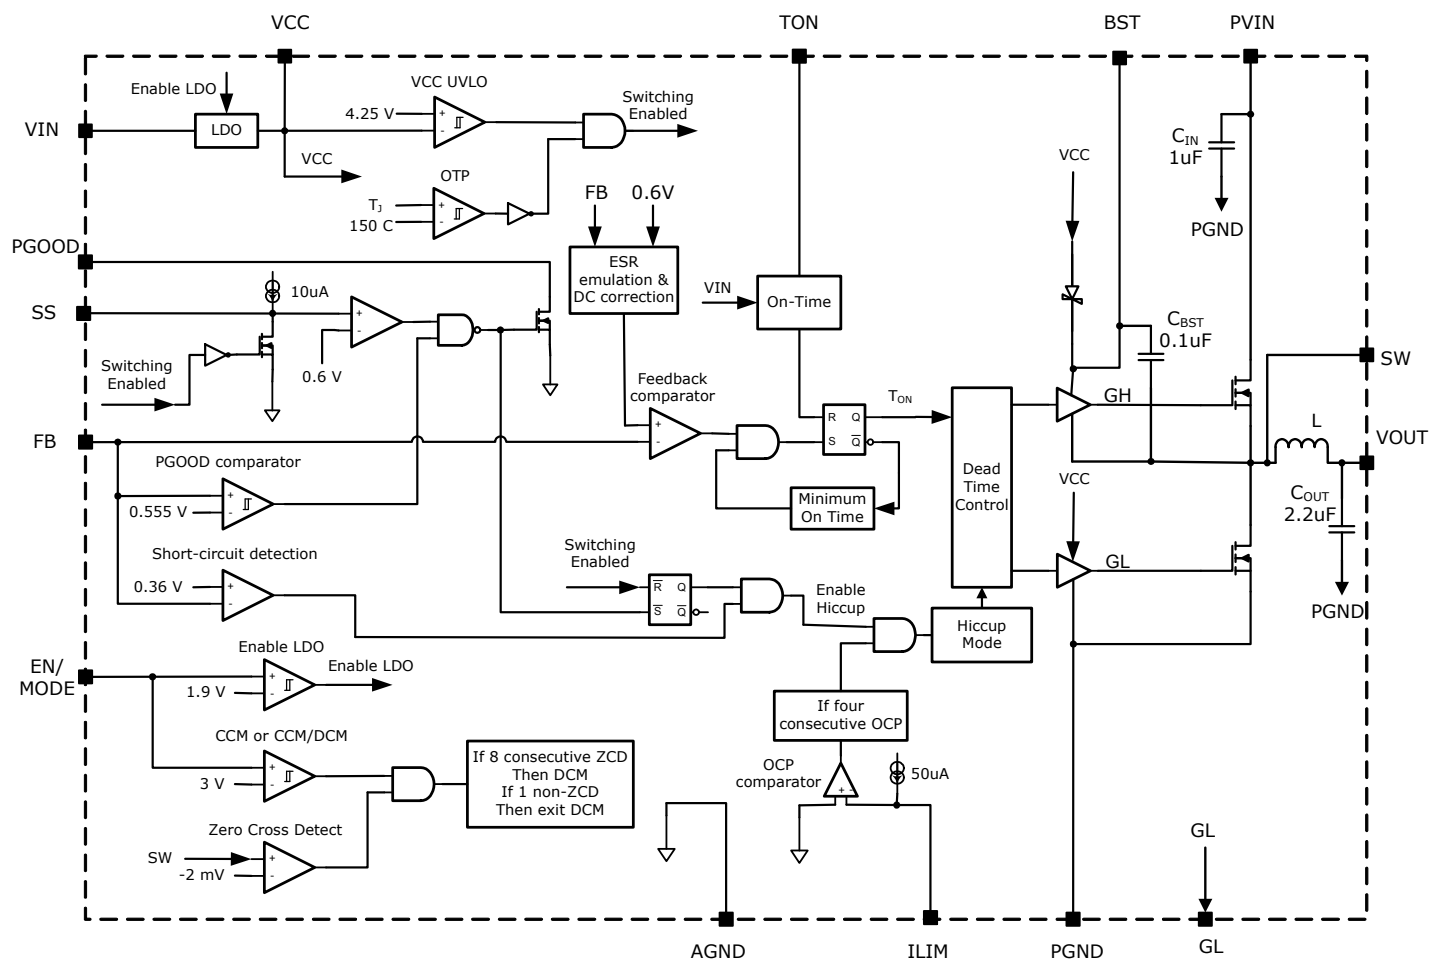 VCC
TON
BST
PVIN
Enable LDO
VCC UVLO
Switching
Enabled
4.25 V
+
-
VIN
LDO
VCC
OTP
TJ
150 C
+
-
FB
0.6V
VCC
CIN
1uF
PGND
PGOOD
ESR
emulation &
DC correction
VIN
On-Time
10uA
SS
+
-
0.6 V
CBST
0.1uF
SW
Switching
Enabled
Feedback
comparator
TON
GH
R Q
S Q
+
-
FB
L
VOUT
PGOOD comparator
+
-
0.555 V
Dead
Time
Control
VCC
COUT
2.2uF
Minimum
On Time
Short-circuit detection
0.36 V
+
-
Switching
Enabled
R Q
S Q
Enable
Hiccup
GL
PGND
Hiccup
Mode
EN/
MODE
Enable LDO
Enable LDO
+
-
1.9 V
If four
consecutive OCP
CCM or CCM/DCM
+
-
3 V
If 8 consecutive ZCD
Then DCM
If 1 non-ZCD
Then exit DCM
OCP
comparator
+ -
50uA
Zero Cross Detect
SW
-2 mV
+
-
GL
AGND
ILIM
PGND
GL